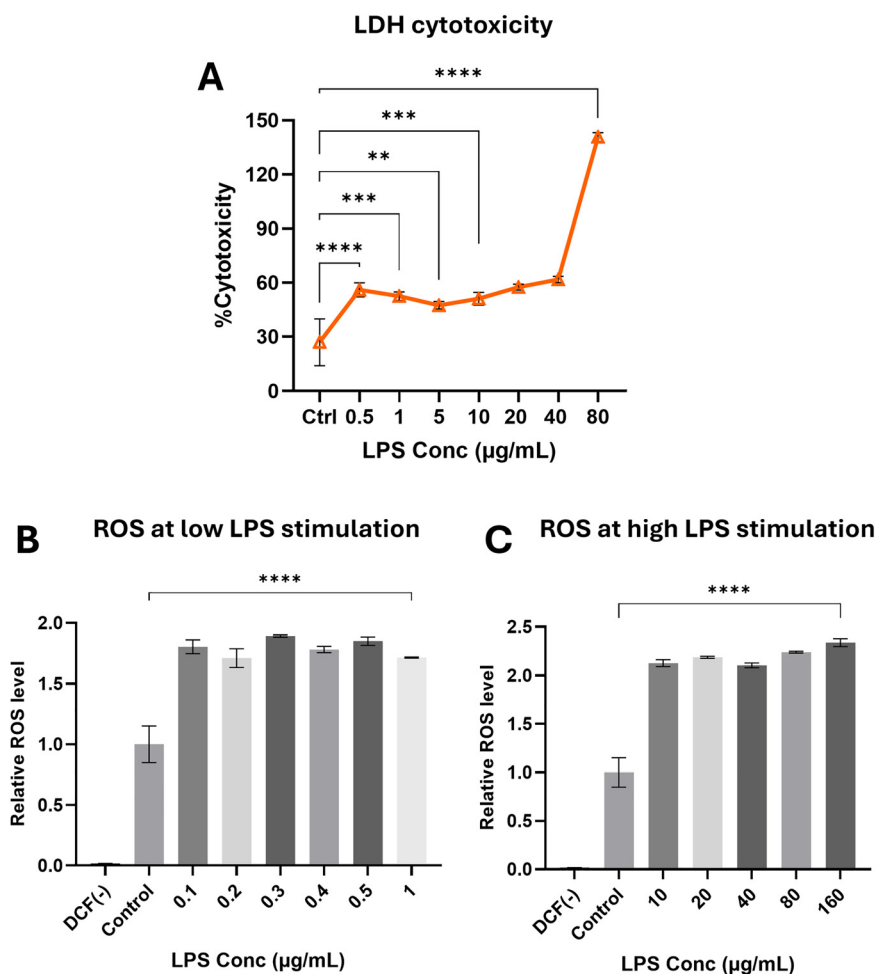 LDH cytotoxicity
A
****
***
**
***
****
150
120
90
60
30
0
%Cytotoxicity
Ctrl 0.5 1 5 10 20 40 80
LPS Conc (µg/mL)
B
ROS at low LPS stimulation
****
2.0
1.5
1.0
0.5
0.0
Relative ROS level
DCF(-) Control 0.1 0.2 0.3 0.4 0.5 1
LPS Conc (µg/mL)
C
ROS at high LPS stimulation
****
2.5
2.0
1.5
1.0
0.5
0.0
Relative ROS level
DCF(-) Control 10 20 40 80 160
LPS Conc (µg/mL)